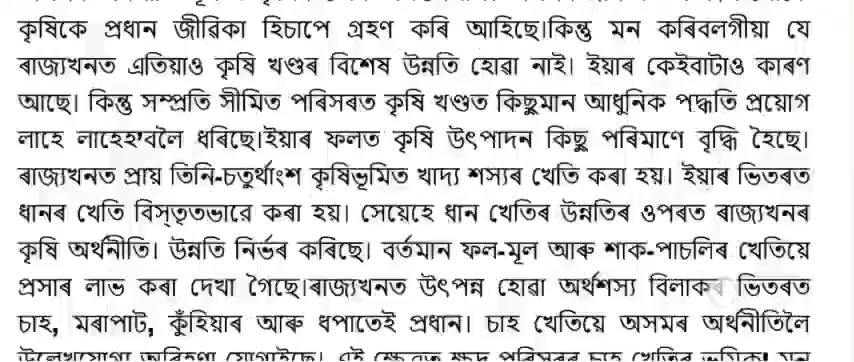 কৃষিকে প্ৰধান জীৱিকা হিচাপে গ্ৰহণ কৰি আহিছে।কিন্তু মন কৰিবলগীয়া যে
ৰাজ্যখনত এতিয়াও কৃষি খণ্ডৰ বিশেষ উন্নতি হোৱা নাই। ইয়াৰ কেইবাটাও কাৰণ
আছে। কিন্তু সম্প্ৰতি সীমিত পৰিসৰত কৃষি খণ্ডত কিছুমান আধুনিক পদ্ধতি প্ৰয়োগ
লাহে লাহেহ'বলৈ ধৰিছে।ইয়াৰ ফলত কৃষি উৎপাদন কিছু পৰিমাণে বৃদ্ধি হৈছে।
ৰাজ্যখনত প্ৰায় তিনি-চতুৰ্থাংশ কৃষিভূমিত খাদ্য শস্যৰ খেতি কৰা হয়। ইয়াৰ ভিতৰত
ধানৰ খেতি বিস্তৃতভাৱে কৰা হয়। সেয়েহে ধান খেতিৰ উন্নতিৰ ওপৰত ৰাজ্যখনৰ
কৃষি অৰ্থনীতি। উন্নতি নিৰ্ভৰ কৰিছে। বৰ্তমান ফল-মূল আৰু শাক-পাচলিৰ খেতিয়ে
প্ৰসাৰ লাভ কৰা দেখা গৈছে।ৰাজ্যখনত উৎপন্ন হোৱা অৰ্থশস্য বিলাকৰ ভিতৰত
চাহ, মৰাপাট, কুঁহিয়াৰ আৰু ধপাতেই প্ৰধান। চাহ খেতিয়ে অসমৰ অৰ্থনীতিলৈ